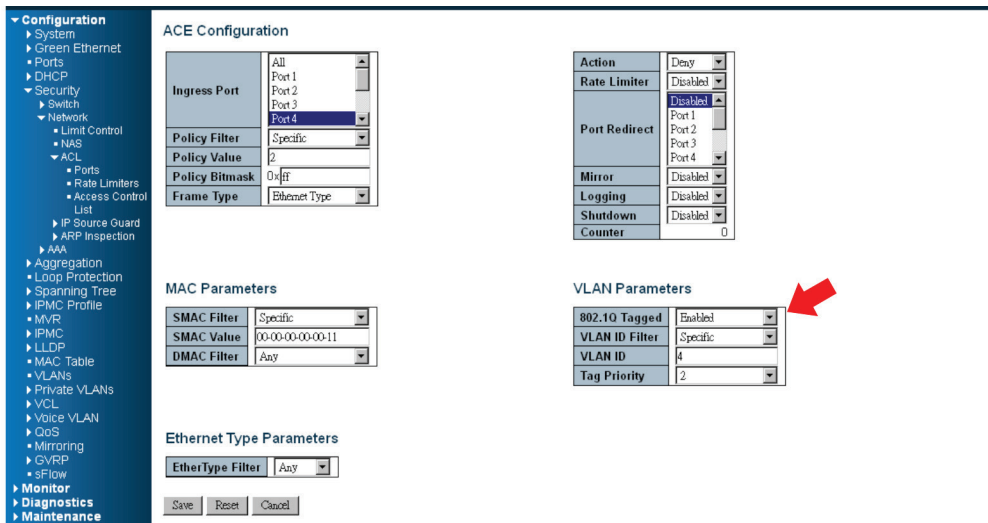 Configuration
System
Green Ethernet
Ports
DHCP
Security
Switch
Network
Limit Control
NAS
ACL
Ports
Rate Limiters
Access Control
List
IP Source Guard
ARP Inspection
AAA
Aggregation
Loop Protection
Spanning Tree
IPMC Profile
MVR
IPMC
LLDP
MAC Table
VLANs
Private VLANs
VCL
Voice VLAN
QoS
Mirroring
GVRP
sFlow
Monitor
Diagnostics
Maintenance
ACE Configuration
Ingress Port
All
Port 1
Port 2
Port 3
Port 4
Policy Filter Specific
Policy Value 2
Policy Bitmask 0x ff
Frame Type Ethernet Type
Action Deny
Rate Limiter Disabled
Port Redirect
Disabled
Port 1
Port 2
Port 3
Port 4
Mirror Disabled
Logging Disabled
Shutdown Disabled
Counter 0
MAC Parameters
SMAC Filter Specific
SMAC Value 00-00-00-00-00-11
DMAC Filter Any
VLAN Parameters
802.1Q Tagged Enabled
VLAN ID Filter Specific
VLAN ID 4
Tag Priority 2
Ethernet Type Parameters
EtherType Filter Any
Save Reset Cancel